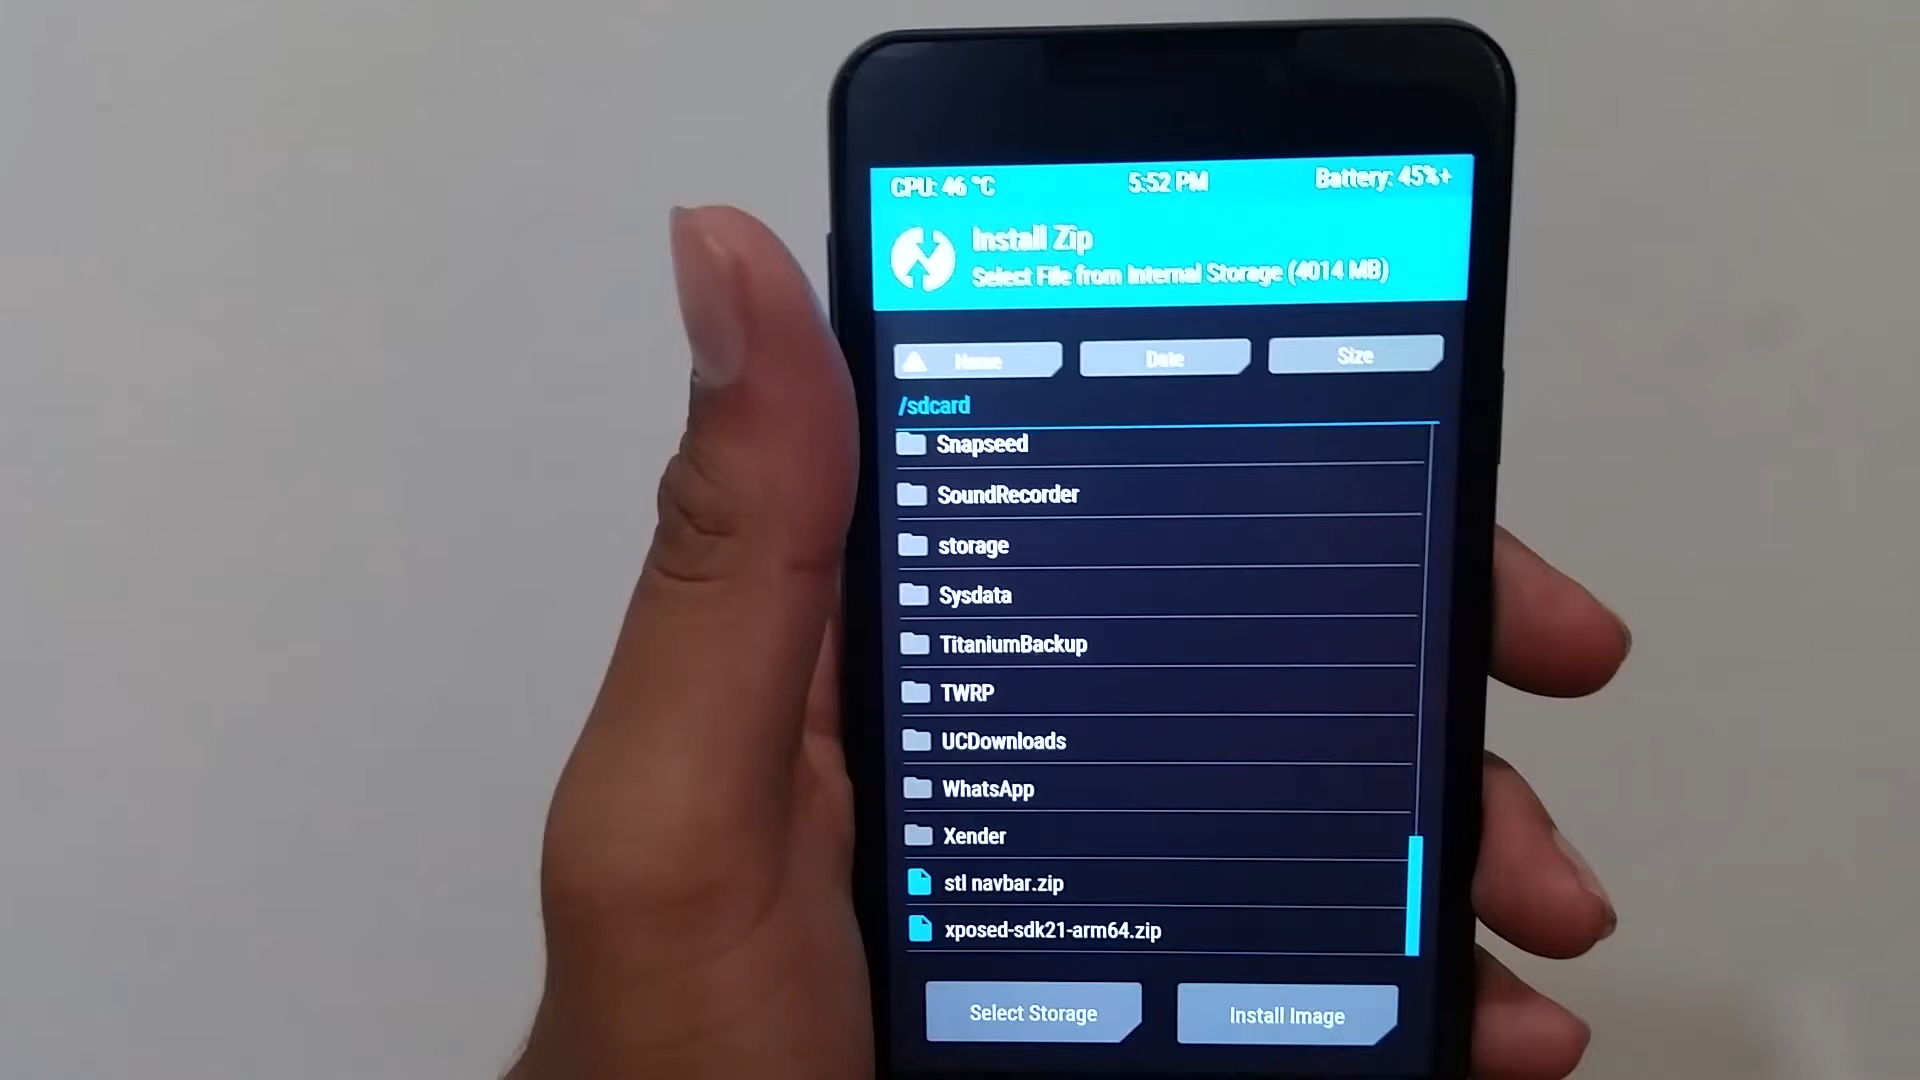 CPU: 46 °C 5:52 PM Battery: 45%+
Install Zip
Select File from Internal Storage (4014 MB)
Name Date Size
/sdcard
Snapseed
SoundRecorder
storage
Sysdata
TitaniumBackup
TWRP
UCDownloads
WhatsApp
Xender
stl navbar.zip
xposed-sdk21-arm64.zip
Select Storage Install Image